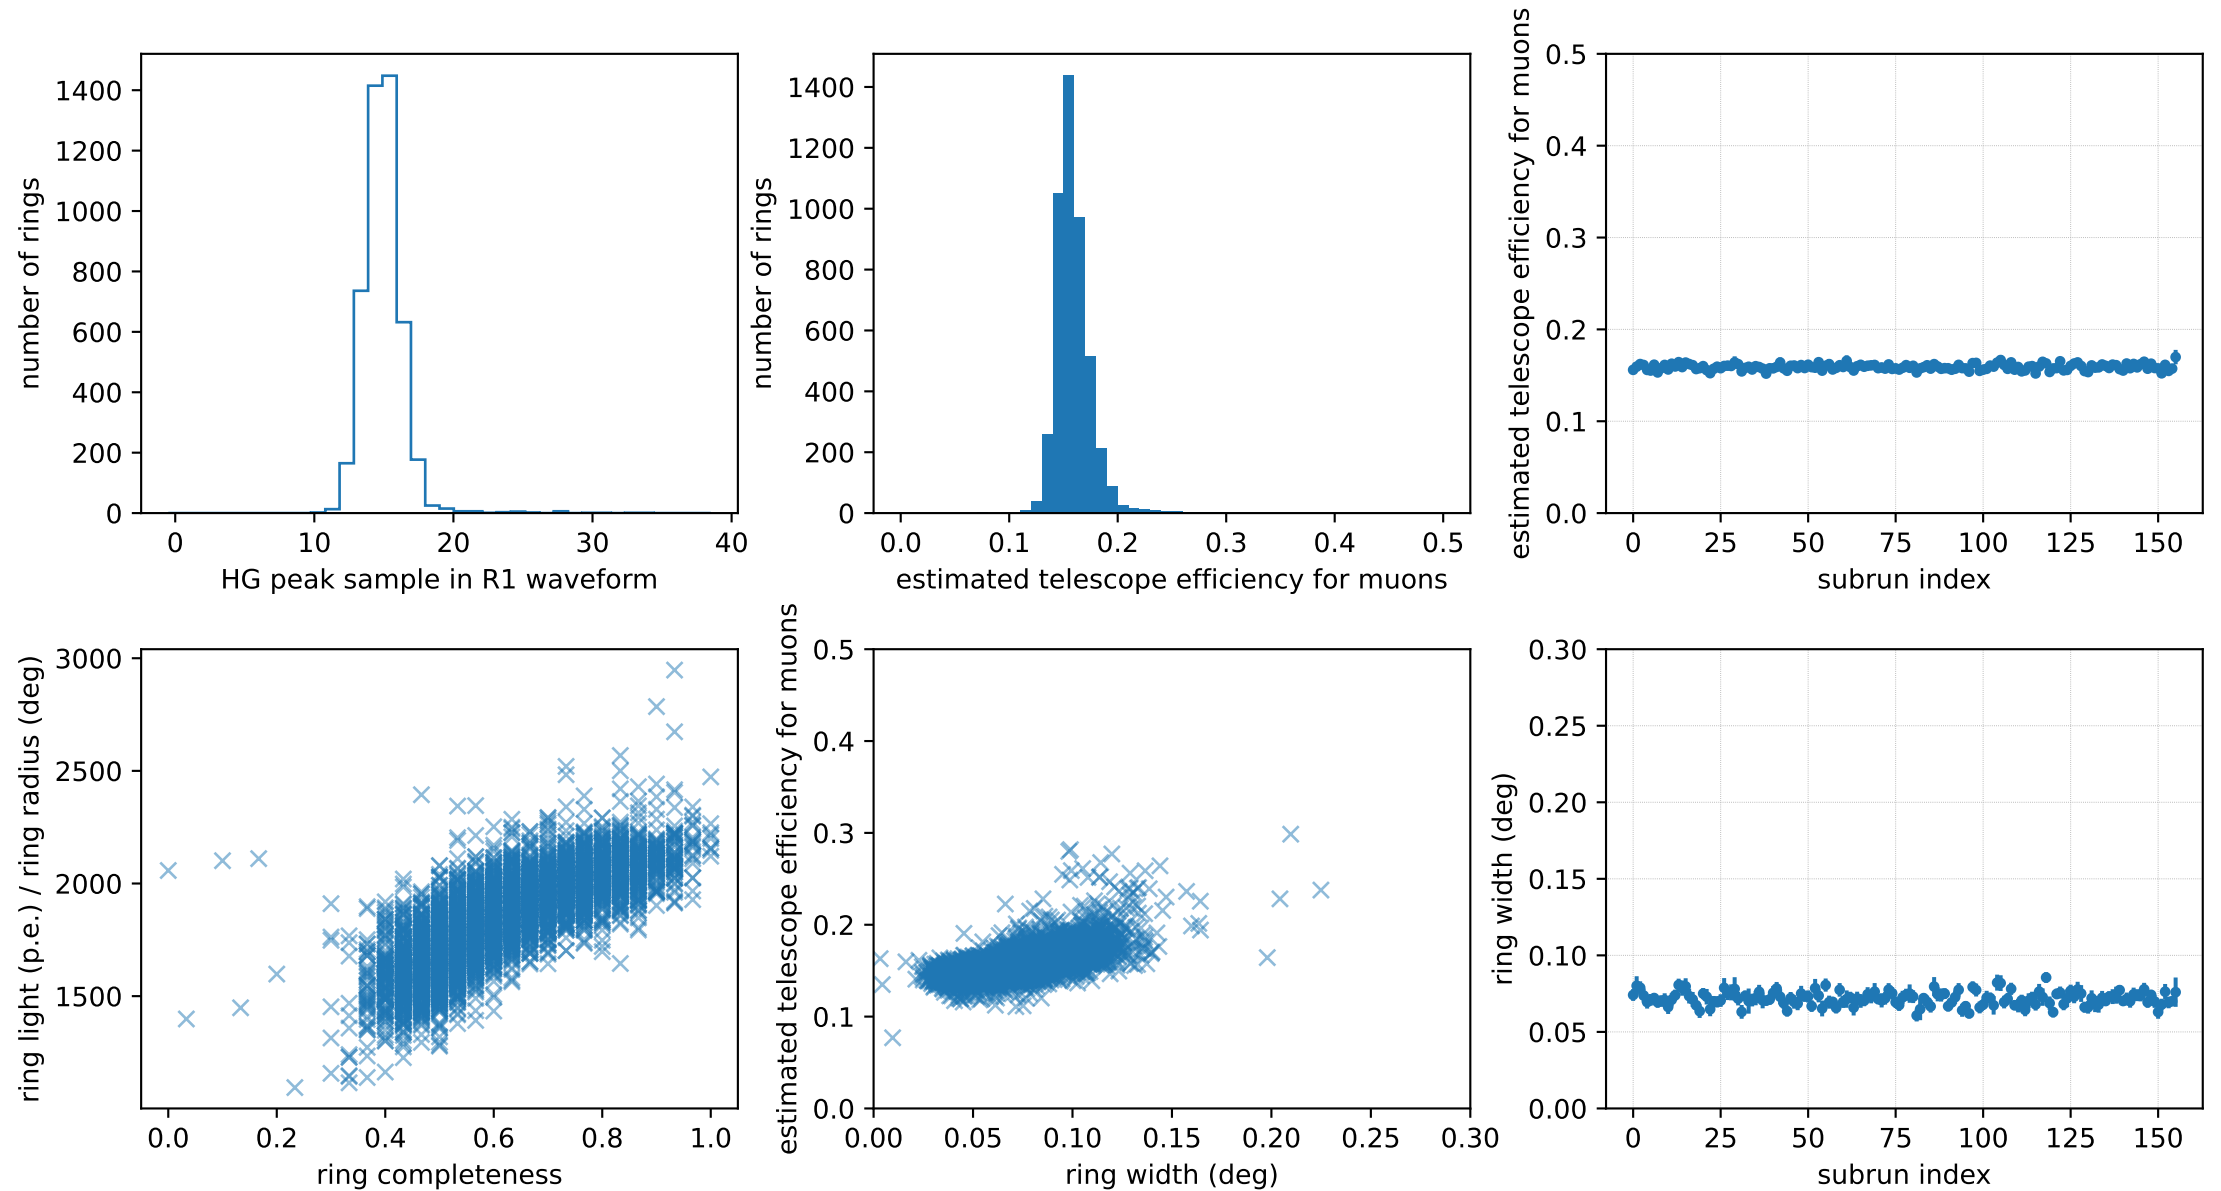 number of rings
1400
1200
1000
800
600
400
200
0
0 10 20 30 40
HG peak sample in R1 waveform
number of rings
1400
1200
1000
800
600
400
200
0
0.0 0.1 0.2 0.3 0.4 0.5
estimated telescope efficiency for muons
estimated telescope efficiency for muons
0.5
0.4
0.3
0.2
0.1
0.0
0 25 50 75 100 125 150
subrun index
ring light (p.e.) / ring radius (deg)
3000
2500
2000
1500
0.0 0.2 0.4 0.6 0.8 1.0
ring completeness
estimated telescope efficiency for muons
0.5
0.4
0.3
0.2
0.1
0.0
0.00 0.05 0.10 0.15 0.20 0.25 0.30
ring width (deg)
ring width (deg)
0.30
0.25
0.20
0.15
0.10
0.05
0.00
0 25 50 75 100 125 150
subrun index